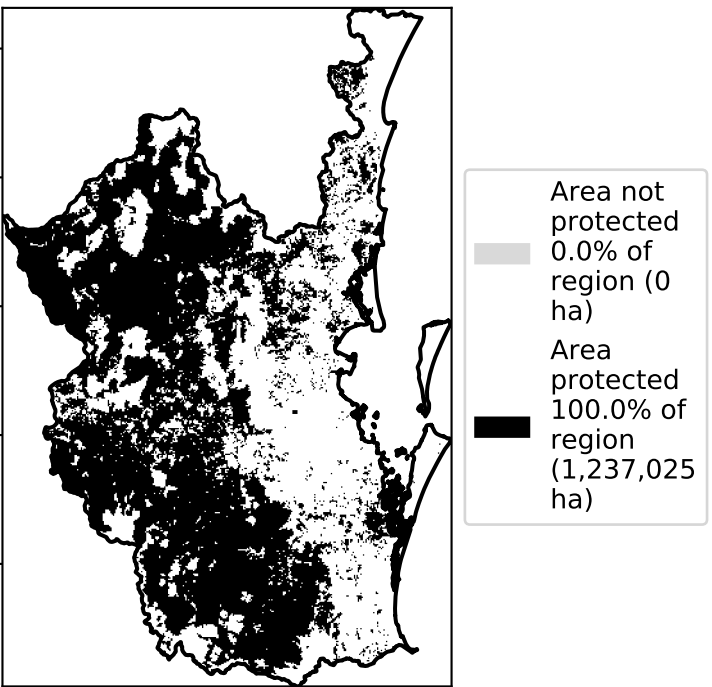 Area not
protected
0.0% of
region (0
ha)
Area
protected
100.0% of
region
(1,237,025
ha)